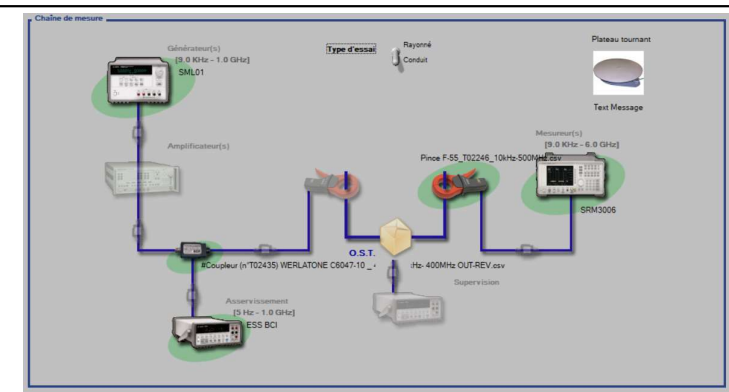 Chaîne de mesure
Générateur(s)
[9.0 KHz - 1.0 GHz]
SML01
Type d'essai
Rayonné
Conduit
Plateau tournant
Text Message
Amplificateur(s)
Mesureur(s)
[9.0 KHz - 6.0 GHz]
Pince F-55_T02246_10kHz-500MHz.csv
SRM3006
O.S.T.
#Coupleur (n°T02435) WERLATONE C6047-10 _ kHz- 400MHz OUT-REV.csv
Supervision
Asservissement
[5 Hz - 1.0 GHz]
ESS BCI